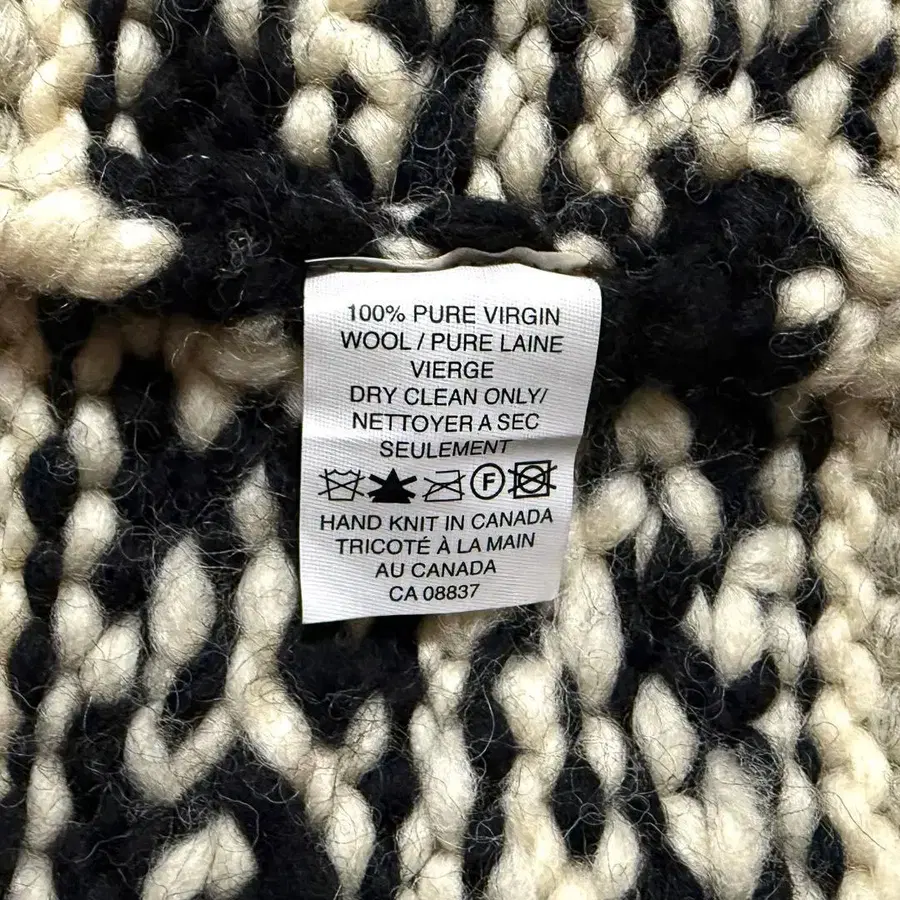 100% PURE VIRGIN
WOOL / PURE LAINE
VIERGE
DRY CLEAN ONLY/
NETTOYER A SEC
SEULEMENT
F
HAND KNIT IN CANADA
TRICOTÉ À LA MAIN
AU CANADA
CA 08837